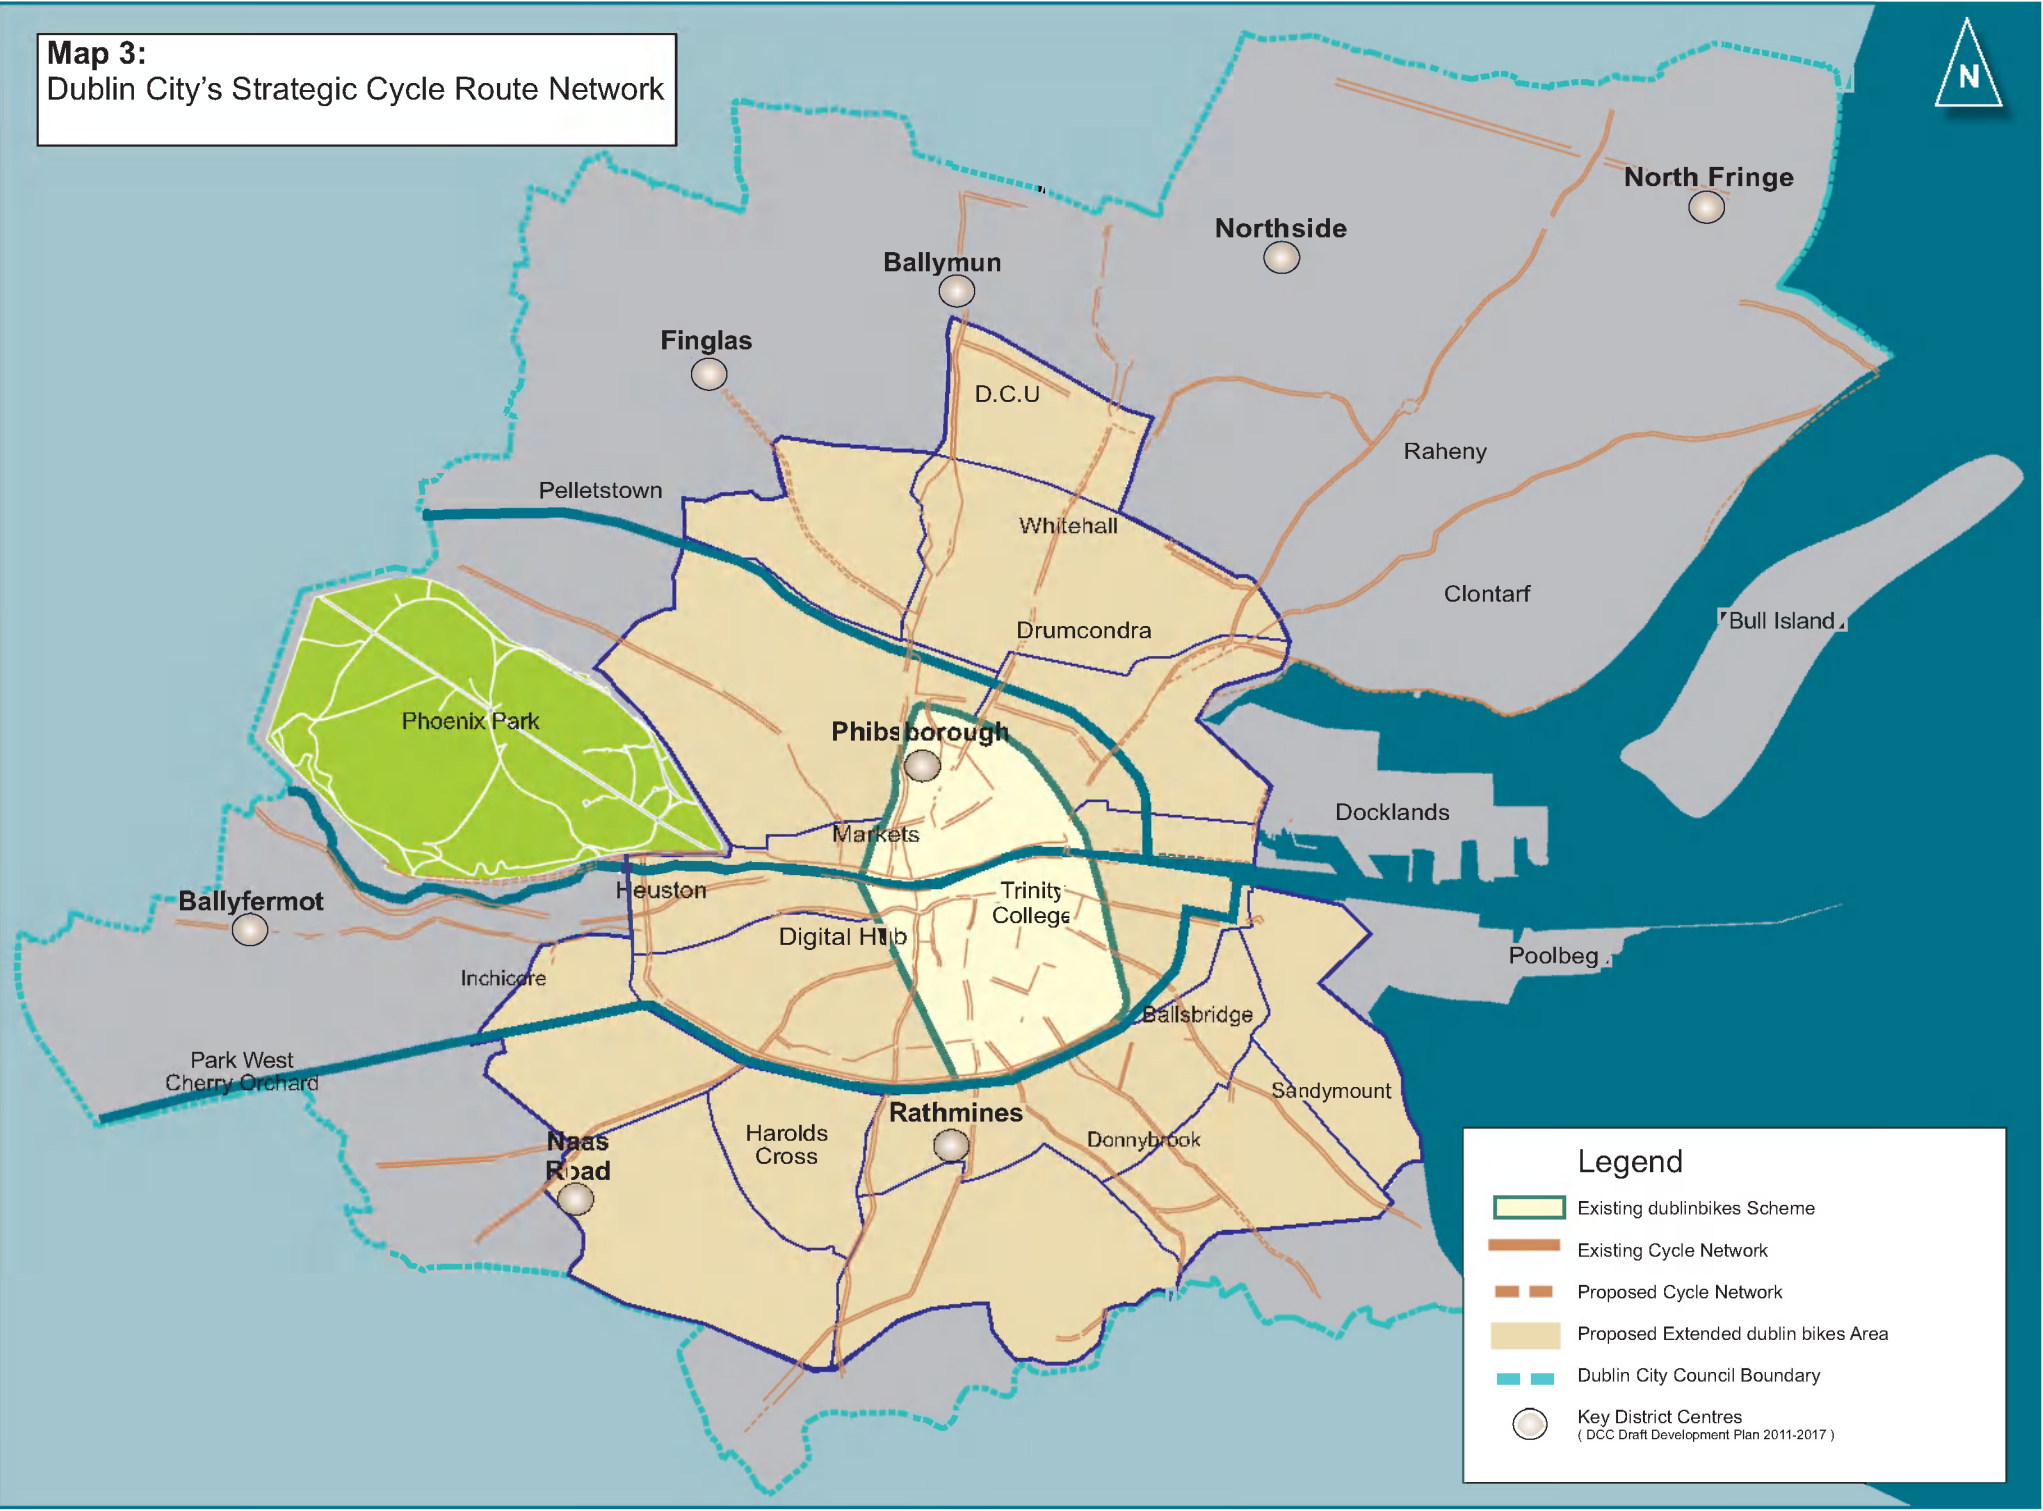 Map 3:
Dublin City's Strategic Cycle Route Network
N
North Fringe
Northside
Ballymun
Finglas
D.C.U
Raheny
Pelletstown
Whitehall
Clontarf
Bull Island
Drumcondra
Phoenix Park
Phibsborough
Docklands
Markets
Heuston
Trinity
College
Ballyfermot
Digital Hub
Poolbeg
Inchicore
Ballsbridge
Park West
Cherry Orchard
Sandymount
Rathmines
Harolds
Cross
Donnybrook
Naas
Road
Legend
Existing dublinbikes Scheme
Existing Cycle Network
Proposed Cycle Network
Proposed Extended dublin bikes Area
Dublin City Council Boundary
Key District Centres
( DCC Draft Development Plan 2011-2017 )